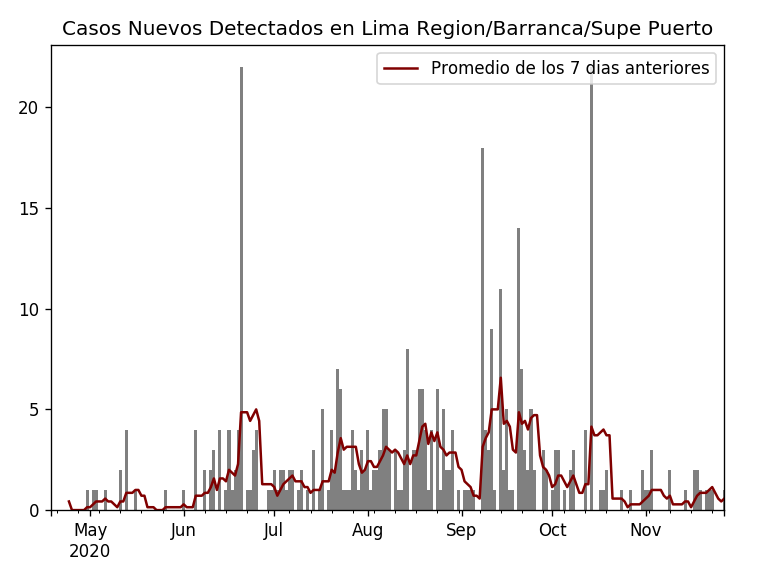 Casos Nuevos Detectados en Lima Region/Barranca/Supe Puerto
Promedio de los 7 dias anteriores
20
15
10
5
0
May Jun Jul Aug Sep Oct Nov
2020